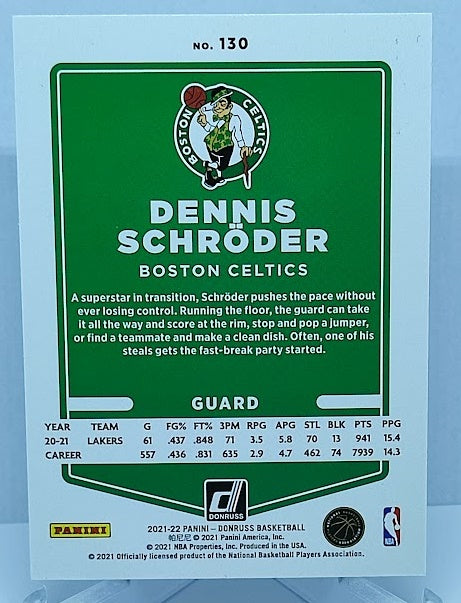 NO. 130
BOSTON CELTICS
DENNIS
SCHRÖDER
BOSTON CELTICS
A superstar in transition, Schröder pushes the pace without
ever losing control. Running the floor, the guard can take
it all the way and score at the rim, stop and pop a jumper,
or find a teammate and make a clean dish. Often, one of his
steals gets the fast-break party started.
GUARD
YEAR TEAM G FG% FT% 3PM RPG APG STL BLK PTS PPG
20-21 LAKERS 61 .437 .848 71 3.5 5.8 70 13 941 15.4
CAREER 557 .436 .831 635 2.9 4.7 462 74 7939 14.3
DONRUSS
PANINI
2021-22 PANINI – DONRUSS BASKETBALL
帕尼尼 © 2021 Panini America, Inc.
© 2021 NBA Properties, Inc. Produced in the USA.
© 2021 Officially licensed product of the National Basketball Players Association.